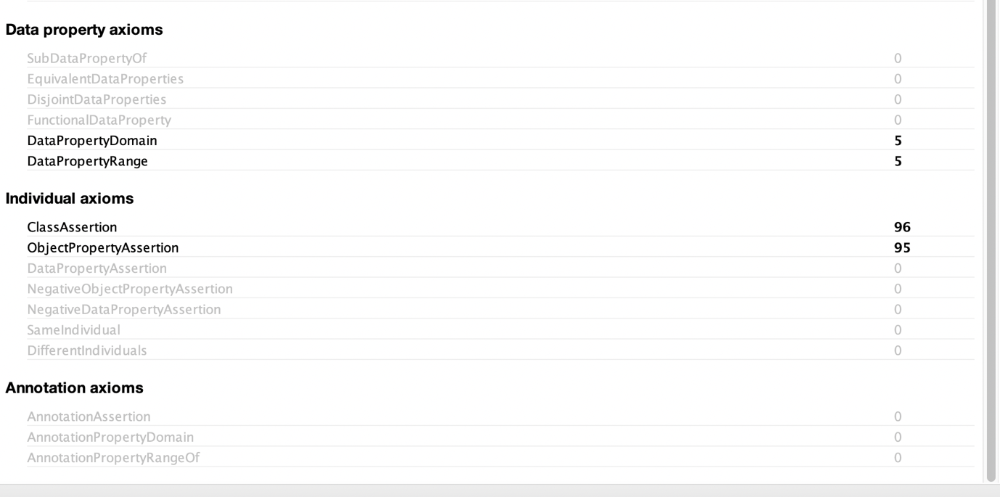 Data property axioms
SubDataPropertyOf 0
EquivalentDataProperties 0
DisjointDataProperties 0
FunctionalDataProperty 0
DataPropertyDomain 5
DataPropertyRange 5
Individual axioms
ClassAssertion 96
ObjectPropertyAssertion 95
DataPropertyAssertion 0
NegativeObjectPropertyAssertion 0
NegativeDataPropertyAssertion 0
SameIndividual 0
DifferentIndividuals 0
Annotation axioms
AnnotationAssertion 0
AnnotationPropertyDomain 0
AnnotationPropertyRangeOf 0